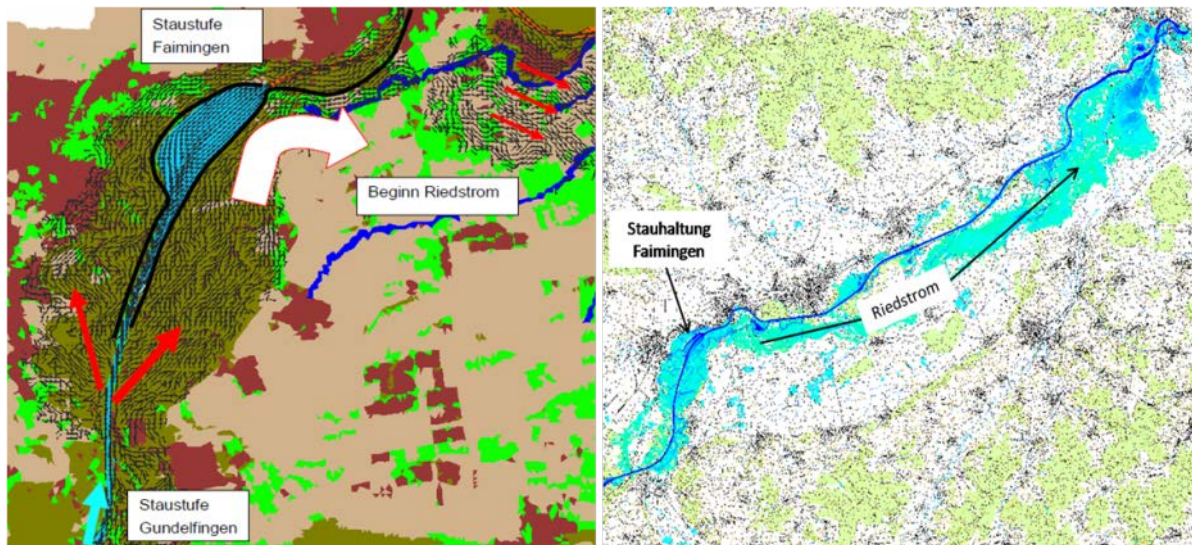 Staustufe
Faimingen
Beginn Riedstrom
Staustufe
Gundelfingen
Stauhaltung
Faimingen
Riedstrom